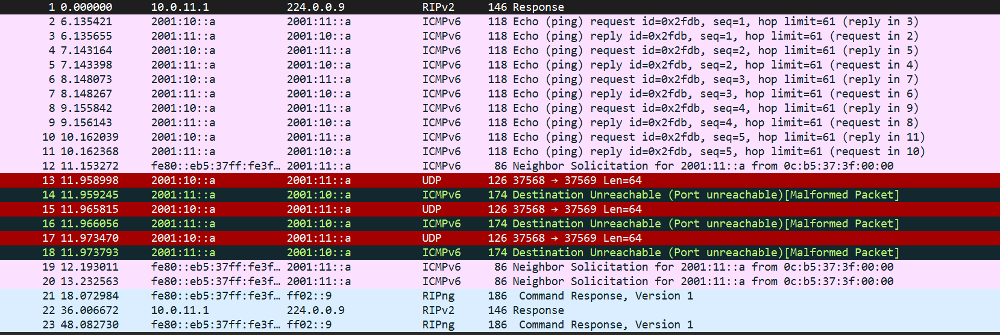 1 0.000000 10.0.11.1 224.0.0.9 RIPv2 146 Response
2 6.135421 2001:10::a 2001:11::a ICMPv6 118 Echo (ping) request id=0x2fdb, seq=1, hop limit=61 (reply in 3)
3 6.135655 2001:11::a 2001:10::a ICMPv6 118 Echo (ping) reply id=0x2fdb, seq=1, hop limit=61 (request in 2)
4 7.143164 2001:10::a 2001:11::a ICMPv6 118 Echo (ping) request id=0x2fdb, seq=2, hop limit=61 (reply in 5)
5 7.143398 2001:11::a 2001:10::a ICMPv6 118 Echo (ping) reply id=0x2fdb, seq=2, hop limit=61 (request in 4)
6 8.148073 2001:10::a 2001:11::a ICMPv6 118 Echo (ping) request id=0x2fdb, seq=3, hop limit=61 (reply in 7)
7 8.148267 2001:11::a 2001:10::a ICMPv6 118 Echo (ping) reply id=0x2fdb, seq=3, hop limit=61 (request in 6)
8 9.155842 2001:10::a 2001:11::a ICMPv6 118 Echo (ping) request id=0x2fdb, seq=4, hop limit=61 (reply in 9)
9 9.156143 2001:11::a 2001:10::a ICMPv6 118 Echo (ping) reply id=0x2fdb, seq=4, hop limit=61 (request in 8)
10 10.162039 2001:10::a 2001:11::a ICMPv6 118 Echo (ping) request id=0x2fdb, seq=5, hop limit=61 (reply in 11)
11 10.162368 2001:11::a 2001:10::a ICMPv6 118 Echo (ping) reply id=0x2fdb, seq=5, hop limit=61 (request in 10)
12 11.153272 fe80::eb5:37ff:fe3f… 2001:11::a ICMPv6 86 Neighbor Solicitation for 2001:11::a from 0c:b5:37:3f:00:00
13 11.958998 2001:10::a 2001:11::a UDP 126 37568 → 37569 Len=64
14 11.959245 2001:11::a 2001:10::a ICMPv6 174 Destination Unreachable (Port unreachable)[Malformed Packet]
15 11.965815 2001:10::a 2001:11::a UDP 126 37568 → 37569 Len=64
16 11.966056 2001:11::a 2001:10::a ICMPv6 174 Destination Unreachable (Port unreachable)[Malformed Packet]
17 11.973470 2001:10::a 2001:11::a UDP 126 37568 → 37569 Len=64
18 11.973793 2001:11::a 2001:10::a ICMPv6 174 Destination Unreachable (Port unreachable)[Malformed Packet]
19 12.193011 fe80::eb5:37ff:fe3f… 2001:11::a ICMPv6 86 Neighbor Solicitation for 2001:11::a from 0c:b5:37:3f:00:00
20 13.232563 fe80::eb5:37ff:fe3f… 2001:11::a ICMPv6 86 Neighbor Solicitation for 2001:11::a from 0c:b5:37:3f:00:00
21 18.072984 fe80::eb5:37ff:fe3f… ff02::9 RIPng 186 Command Response, Version 1
22 36.006672 10.0.11.1 224.0.0.9 RIPv2 146 Response
23 48.082730 fe80::eb5:37ff:fe3f… ff02::9 RIPng 186 Command Response, Version 1